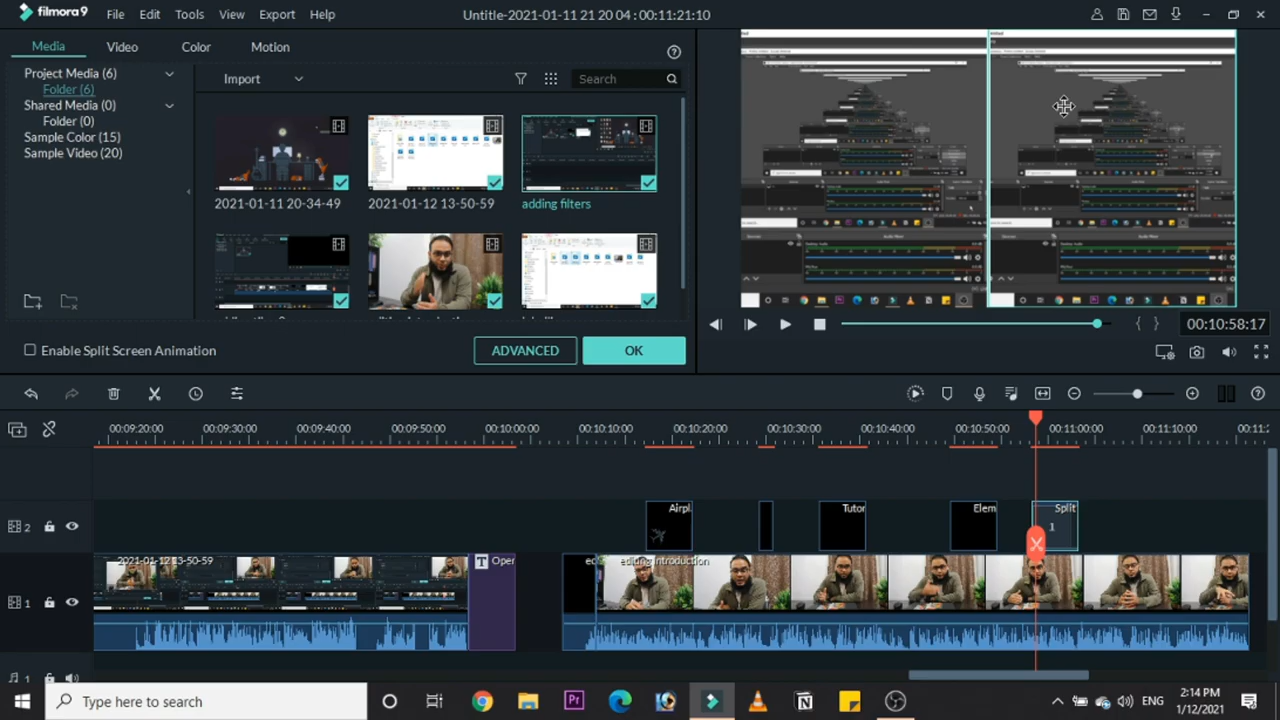 filmora9 File Edit Tools View Export Help Untitle-2021-01-11 21 20 04 : 00:11:21:10
Media Video Color Motion
Project Media (6)
Folder (6)
Shared Media (0)
Folder (0)
Sample Color (15)
Sample Video (20)
Import Search
2021-01-11 20-34-49 2021-01-12 13-50-59 adding filters
Enable Split Screen Animation ADVANCED OK
00:10:58:17
00:09:20:00 00:09:30:00 00:09:40:00 00:09:50:00 00:10:00:00 00:10:10:00 00:10:20:00 00:10:30:00 00:10:40:00 00:10:50:00 00:11:00:00 00:11:10:00 00:11:2
2 Airpl Tutor Elem Split
1
2021-01-12 13-50-59 T Oper editing introduction
1
1
Type here to search Pr ENG 2:14 PM
1/12/2021